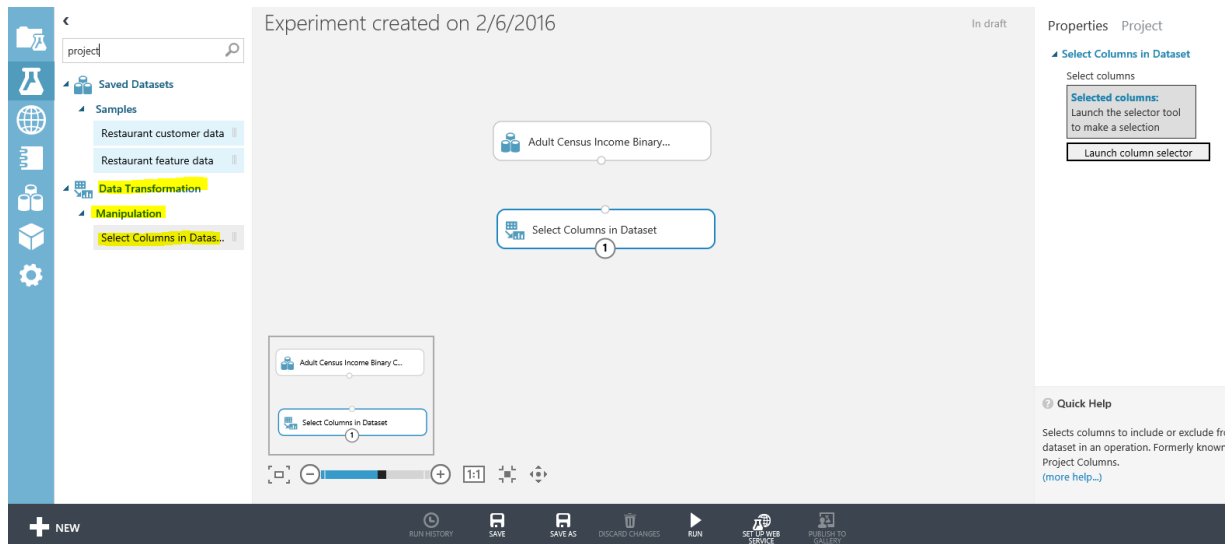 Experiment created on 2/6/2016
In draft
project
Saved Datasets
Samples
Restaurant customer data
Restaurant feature data
Data Transformation
Manipulation
Select Columns in Datas...
Adult Census Income Binary...
Select Columns in Dataset
1
Adult Census Income Binary C...
Select Columns in Dataset
1
1:1
Properties Project
Select Columns in Dataset
Select columns
Selected columns:
Launch the selector tool
to make a selection
Launch column selector
Quick Help
Selects columns to include or exclude fro
dataset in an operation. Formerly known
Project Columns.
(more help...)
NEW
RUN HISTORY
SAVE
SAVE AS
DISCARD CHANGES
RUN
SET UP WEB
SERVICE
PUBLISH TO
GALLERY